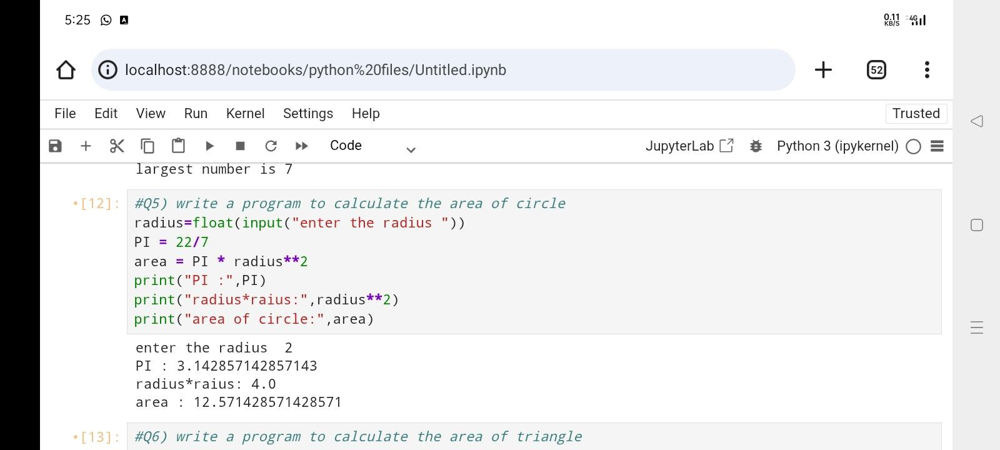 5:25 A 0.11 KB/S 4G
localhost:8888/notebooks/python%20files/Untitled.ipynb 52
File Edit View Run Kernel Settings Help Trusted
Code JupyterLab Python 3 (ipykernel)
largest number is 7
•[12]: #Q5) write a program to calculate the area of circle
radius=float(input("enter the radius "))
PI = 22/7
area = PI * radius**2
print("PI :",PI)
print("radius*raius:",radius**2)
print("area of circle:",area)
enter the radius  2
PI : 3.142857142857143
radius*raius: 4.0
area : 12.571428571428571
•[13]: #Q6) write a program to calculate the area of triangle